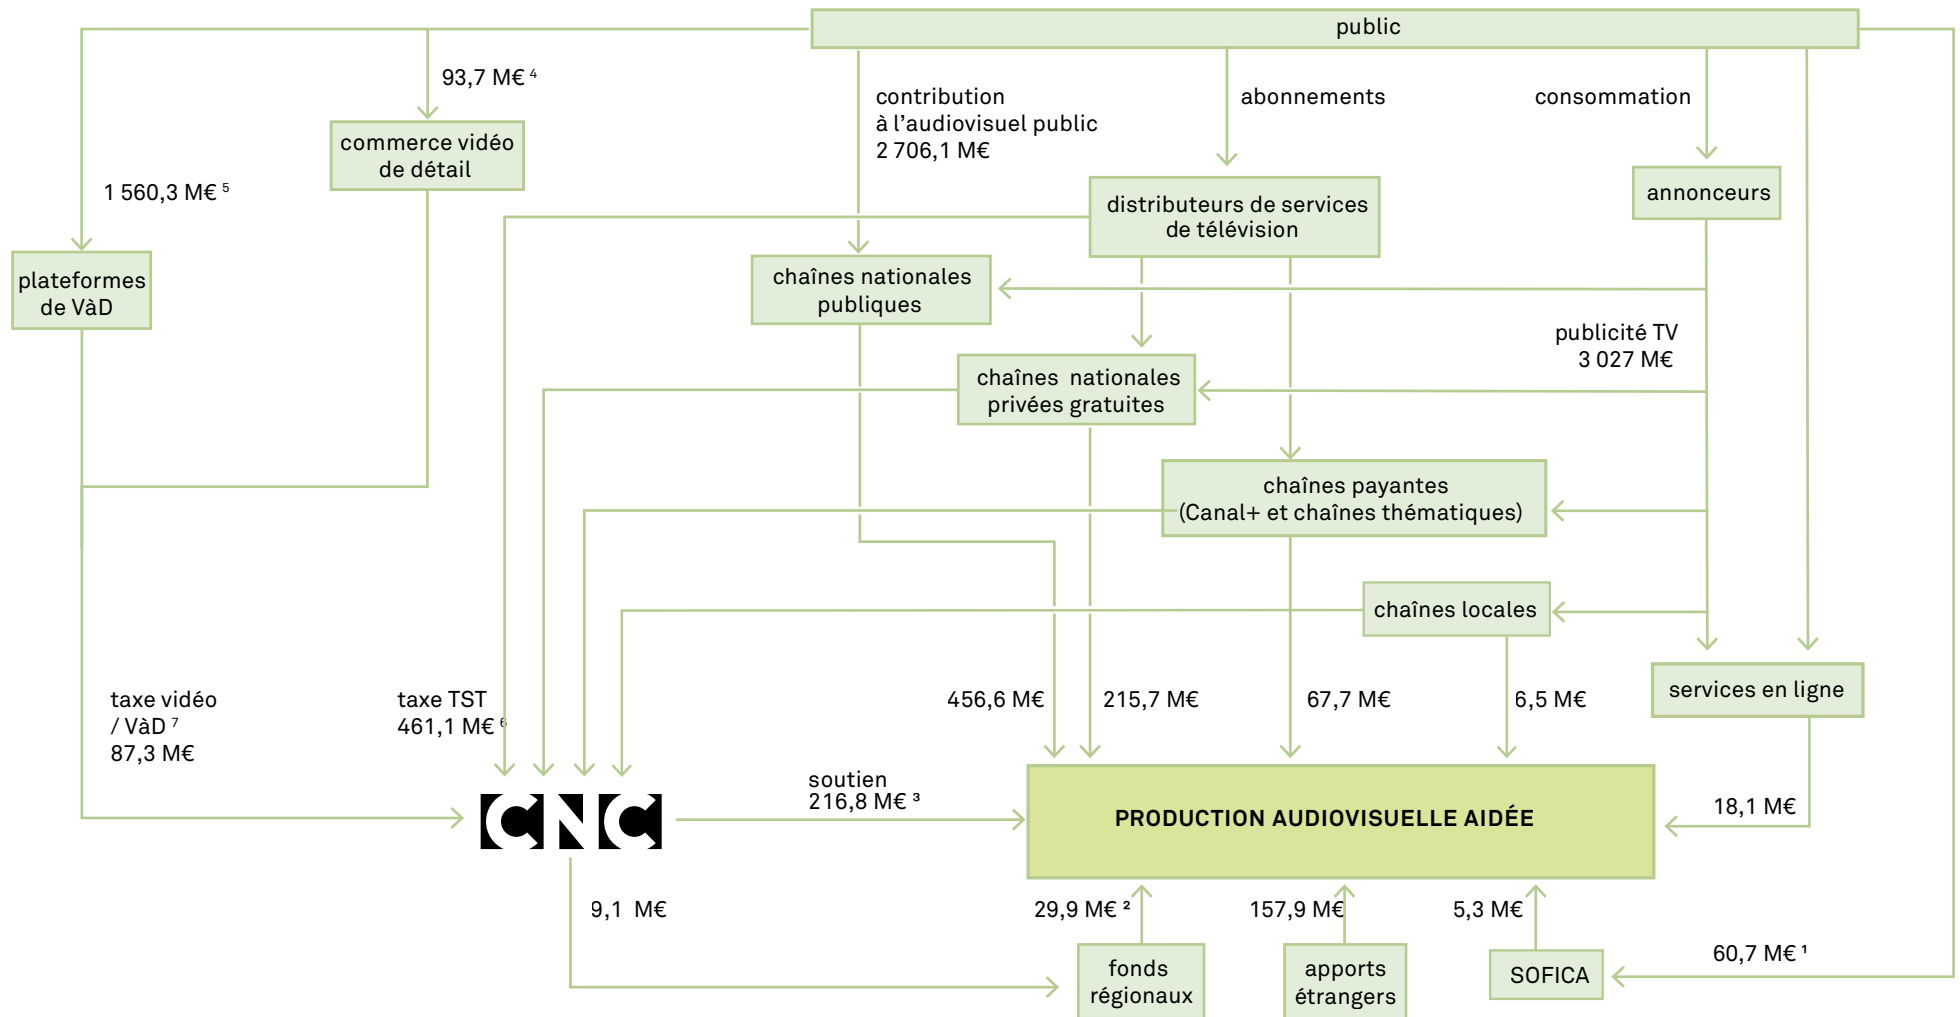 public
93,7 M€ ⁴
contribution
à l'audiovisuel public
2 706,1 M€
abonnements
consommation
commerce vidéo
de détail
1 560,3 M€ ⁵
distributeurs de services
de télévision
annonceurs
plateformes
de VàD
chaînes nationales
publiques
publicité TV
3 027 M€
chaînes nationales
privées gratuites
chaînes payantes
(Canal+ et chaînes thématiques)
chaînes locales
services en ligne
taxe vidéo
/ VàD ⁷
87,3 M€
taxe TST
461,1 M€ ⁶
456,6 M€
215,7 M€
67,7 M€
6,5 M€
CNC
soutien
216,8 M€ ³
PRODUCTION AUDIOVISUELLE AIDÉE
18,1 M€
9,1 M€
29,9 M€ ²
157,9 M€
5,3 M€
60,7 M€ ¹
fonds
régionaux
apports
étrangers
SOFICA